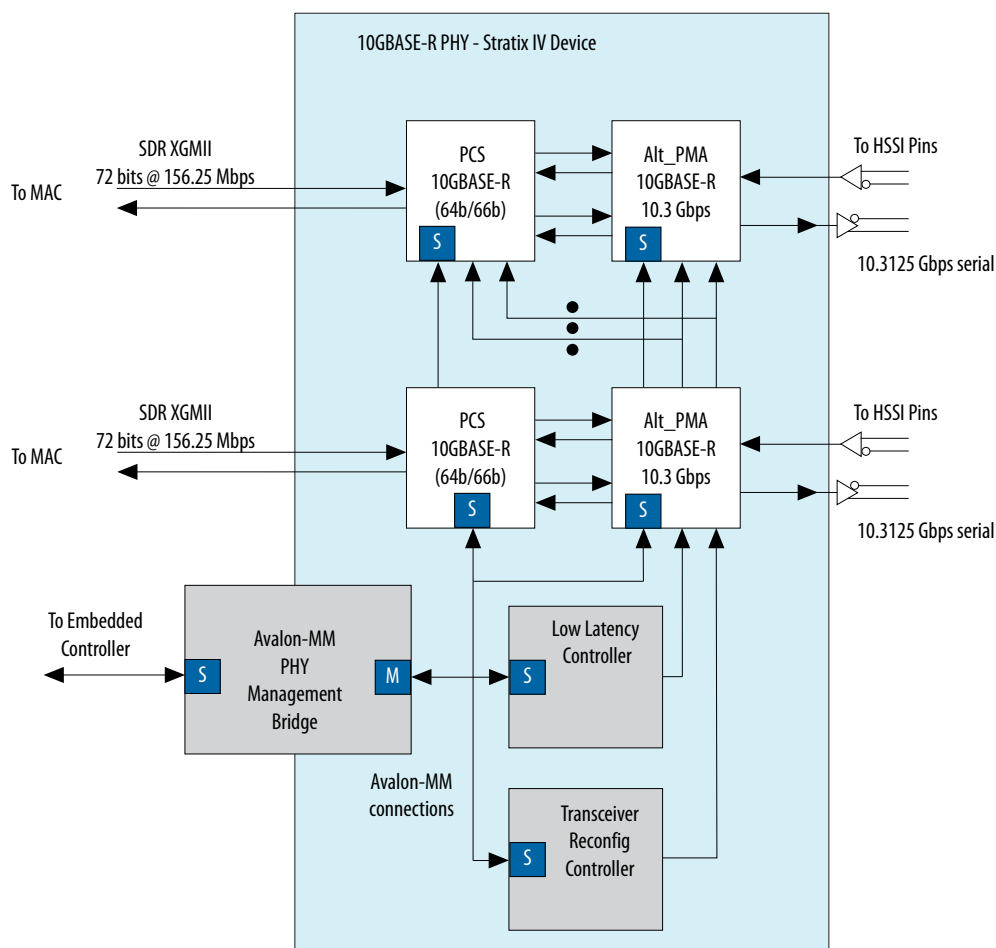 10GBASE-R PHY - Stratix IV Device
SDR XGMII
72 bits @ 156.25 Mbps
To MAC
PCS
10GBASE-R
(64b/66b)
S
Alt_PMA
10GBASE-R
10.3 Gbps
S
To HSSI Pins
10.3125 Gbps serial
SDR XGMII
72 bits @ 156.25 Mbps
To MAC
PCS
10GBASE-R
(64b/66b)
S
Alt_PMA
10GBASE-R
10.3 Gbps
S
To HSSI Pins
10.3125 Gbps serial
To Embedded
Controller
S
Avalon-MM
PHY
Management
Bridge
M
Low Latency
Controller
S
Avalon-MM
connections
Transceiver
Reconfig
Controller
S